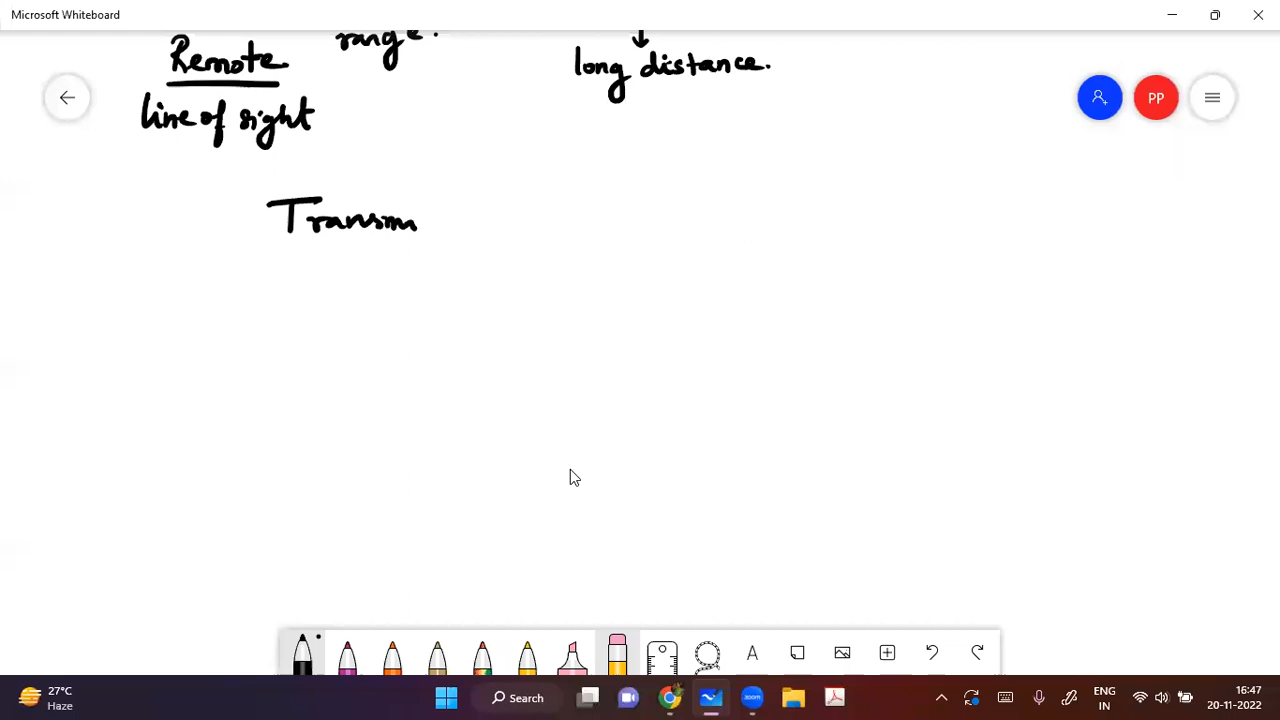 Microsoft Whiteboard
range.
Remote
long distance.
line of sight
PP
Transm
A
27°C
Haze
Search
ENG
IN
16:47
20-11-2022